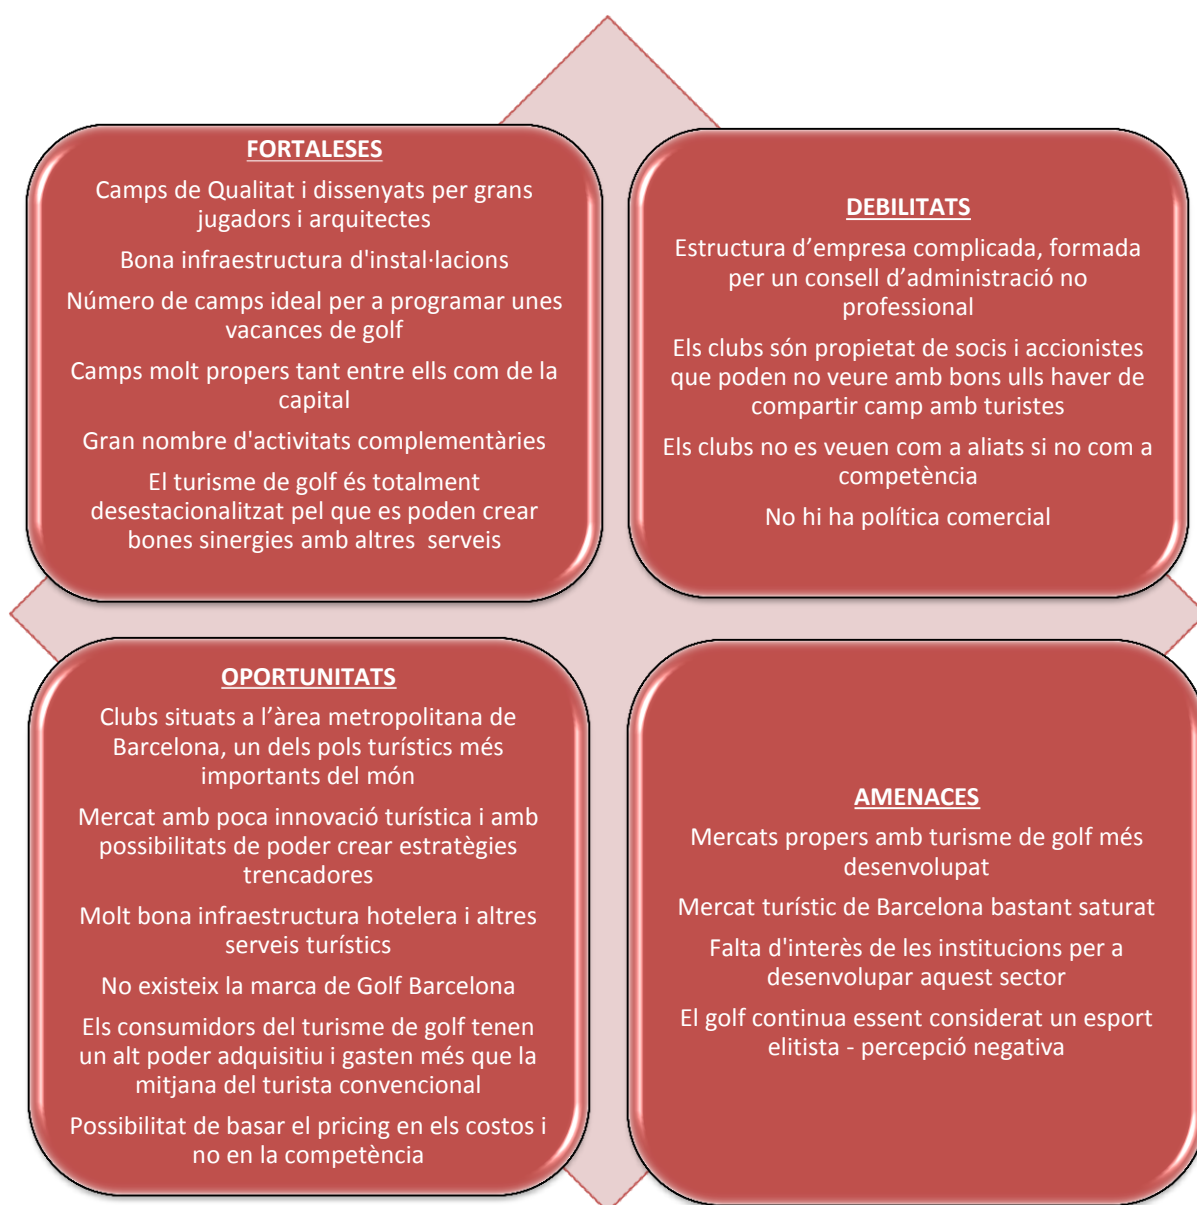 FORTALESES
Camps de Qualitat i dissenyats per grans
jugadors i arquitectes
Bona infraestructura d'instal·lacions
Número de camps ideal per a programar unes
vacances de golf
Camps molt propers tant entre ells com de la
capital
Gran nombre d'activitats complementàries
El turisme de golf és totalment
desestacionalitzat pel que es poden crear
bones sinergies amb altres serveis
DEBILITATS
Estructura d’empresa complicada, formada
per un consell d’administració no
professional
Els clubs són propietat de socis i accionistes
que poden no veure amb bons ulls haver de
compartir camp amb turistes
Els clubs no es veuen com a aliats si no com a
competència
No hi ha política comercial
OPORTUNITATS
Clubs situats a l’àrea metropolitana de
Barcelona, un dels pols turístics més
importants del món
Mercat amb poca innovació turística i amb
possibilitats de poder crear estratègies
trencadores
Molt bona infraestructura hotelera i altres
serveis turístics
No existeix la marca de Golf Barcelona
Els consumidors del turisme de golf tenen
un alt poder adquisitiu i gasten més que la
mitjana del turista convencional
Possibilitat de basar el pricing en els costos i
no en la competència
AMENACES
Mercats propers amb turisme de golf més
desenvolupat
Mercat turístic de Barcelona bastant saturat
Falta d'interès de les institucions per a
desenvolupar aquest sector
El golf continua essent considerat un esport
elitista - percepció negativa